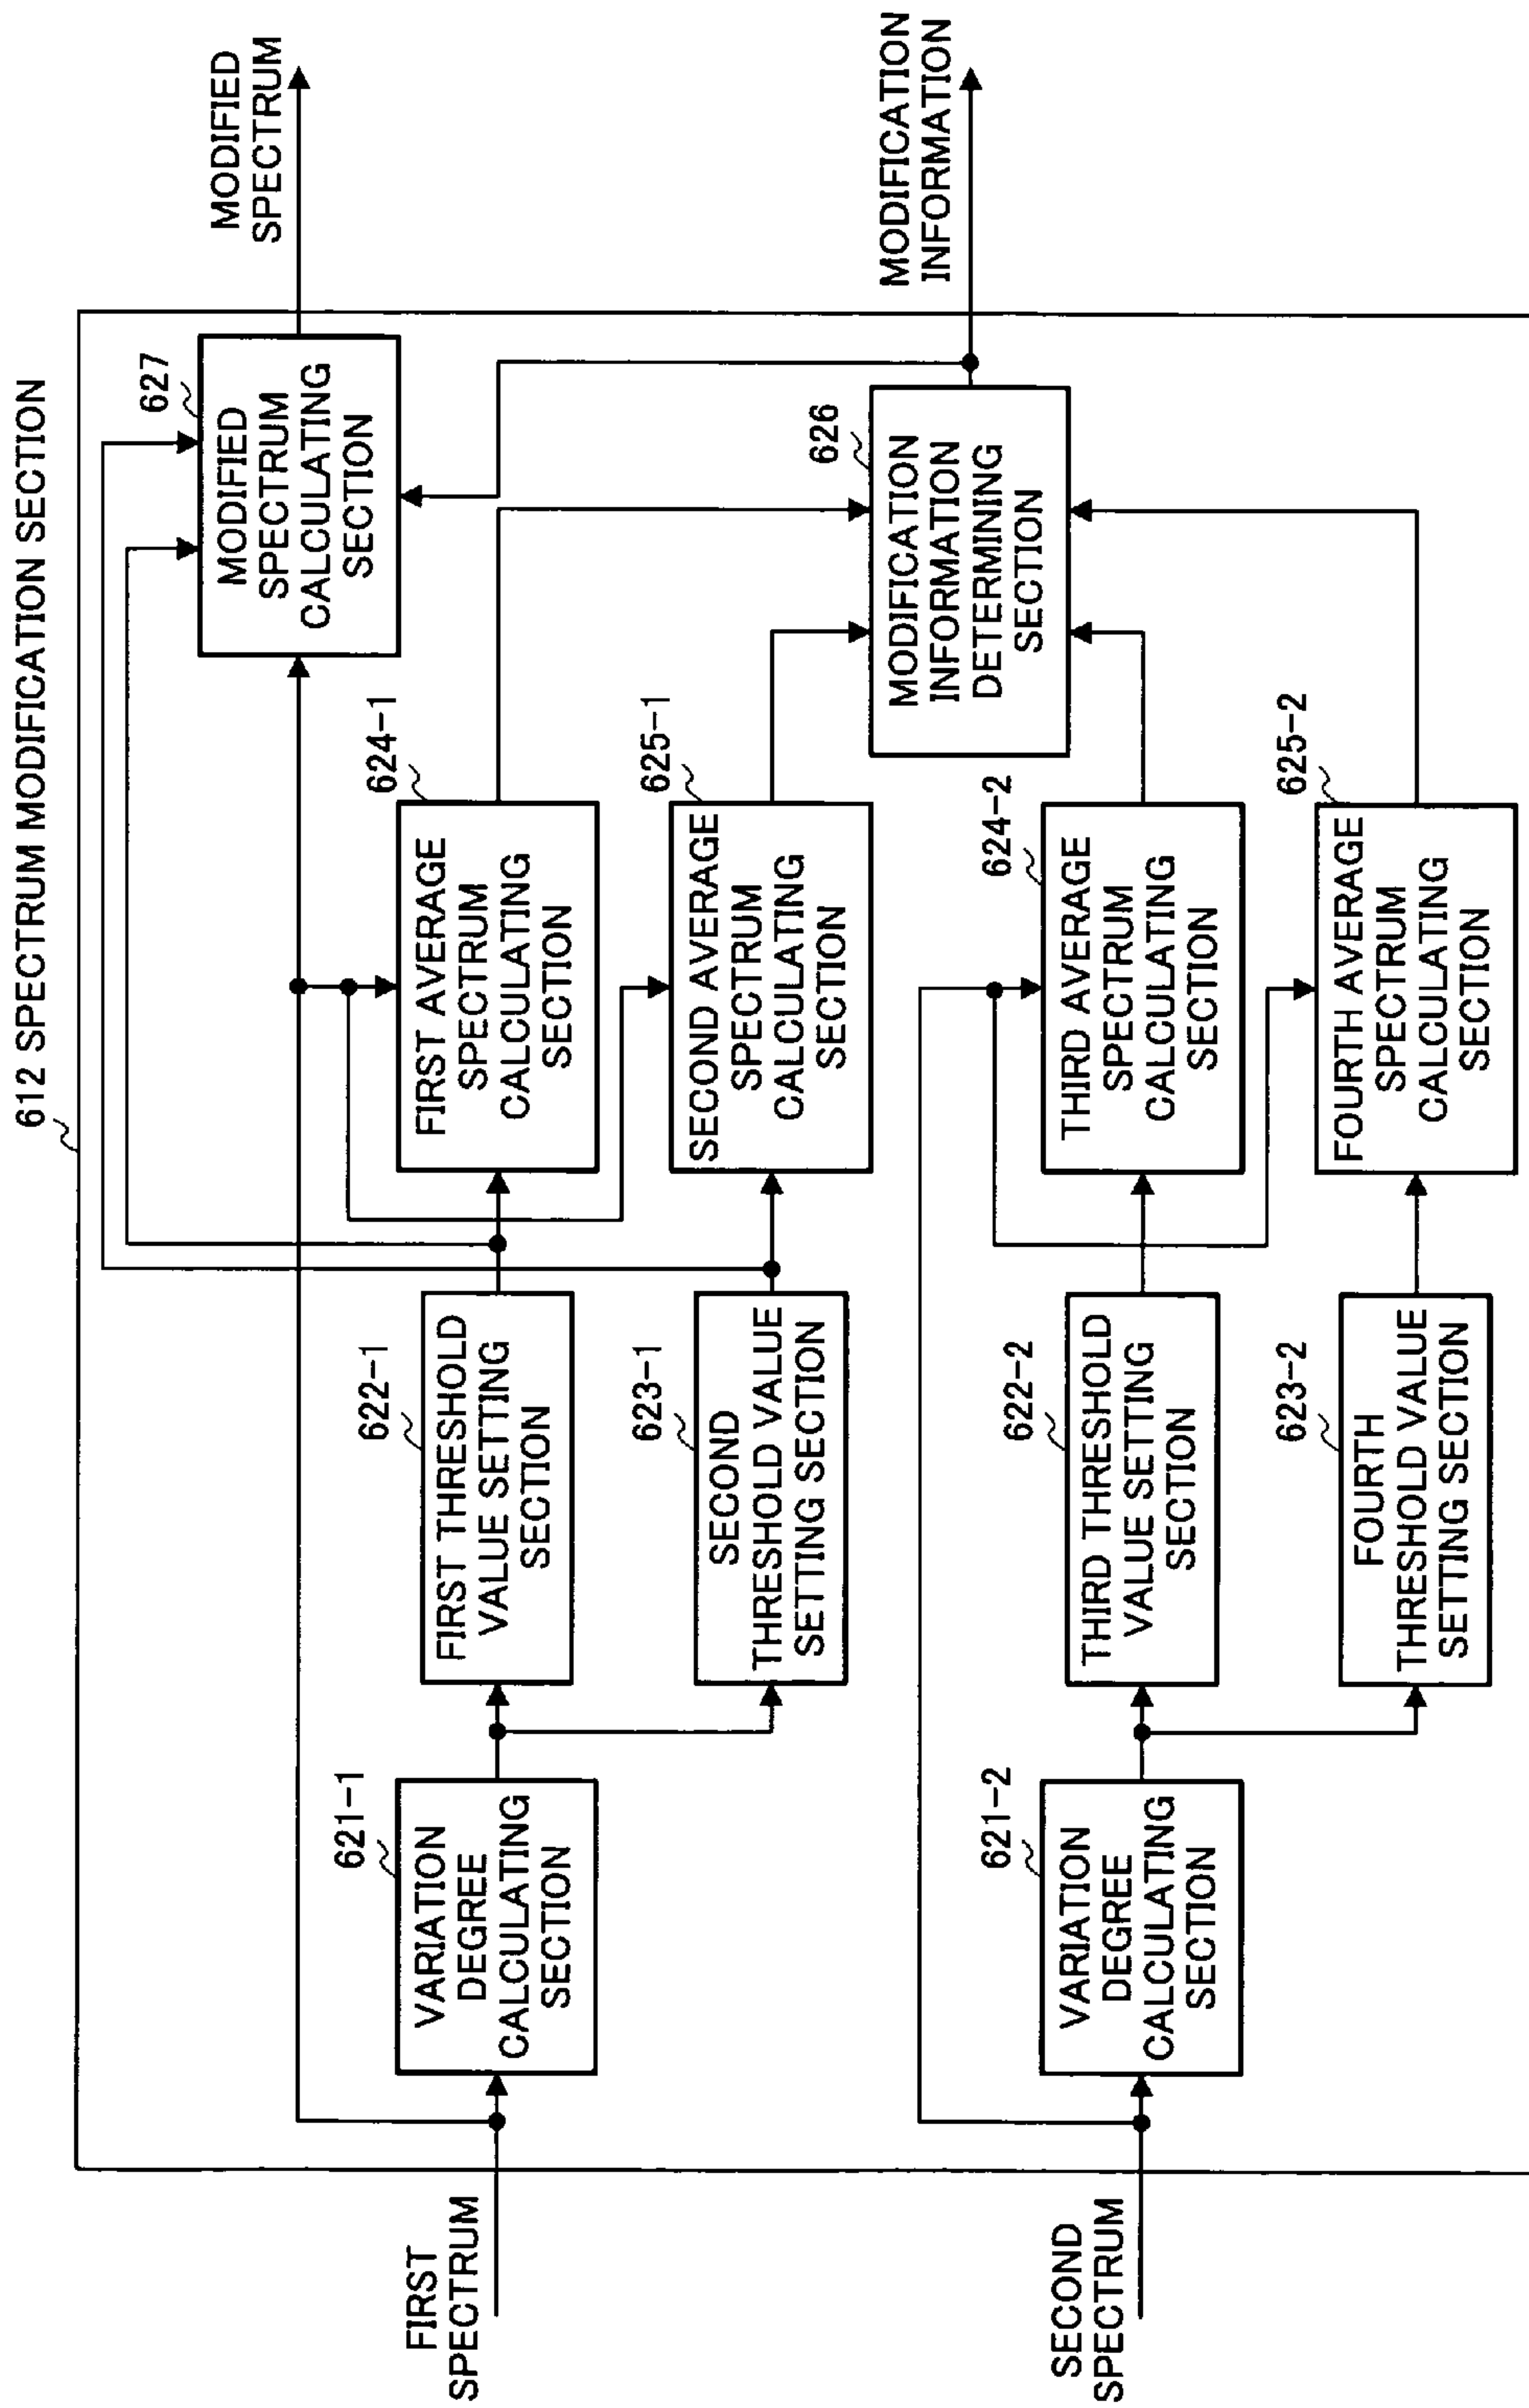 612 SPECTRUM MODIFICATION SECTION
FIRST
SPECTRUM
621-1
VARIATION
DEGREE
CALCULATING
SECTION
622-1
FIRST THRESHOLD
VALUE SETTING
SECTION
623-1
SECOND
THRESHOLD VALUE
SETTING SECTION
624-1
FIRST AVERAGE
SPECTRUM
CALCULATING
SECTION
625-1
SECOND AVERAGE
SPECTRUM
CALCULATING
SECTION
627
MODIFIED
SPECTRUM
CALCULATING
SECTION
MODIFIED
SPECTRUM
626
MODIFICATION
INFORMATION
DETERMINING
SECTION
MODIFICATION
INFORMATION
SECOND
SPECTRUM
621-2
VARIATION
DEGREE
CALCULATING
SECTION
622-2
THIRD THRESHOLD
VALUE SETTING
SECTION
623-2
FOURTH
THRESHOLD VALUE
SETTING SECTION
624-2
THIRD AVERAGE
SPECTRUM
CALCULATING
SECTION
625-2
FOURTH AVERAGE
SPECTRUM
CALCULATING
SECTION